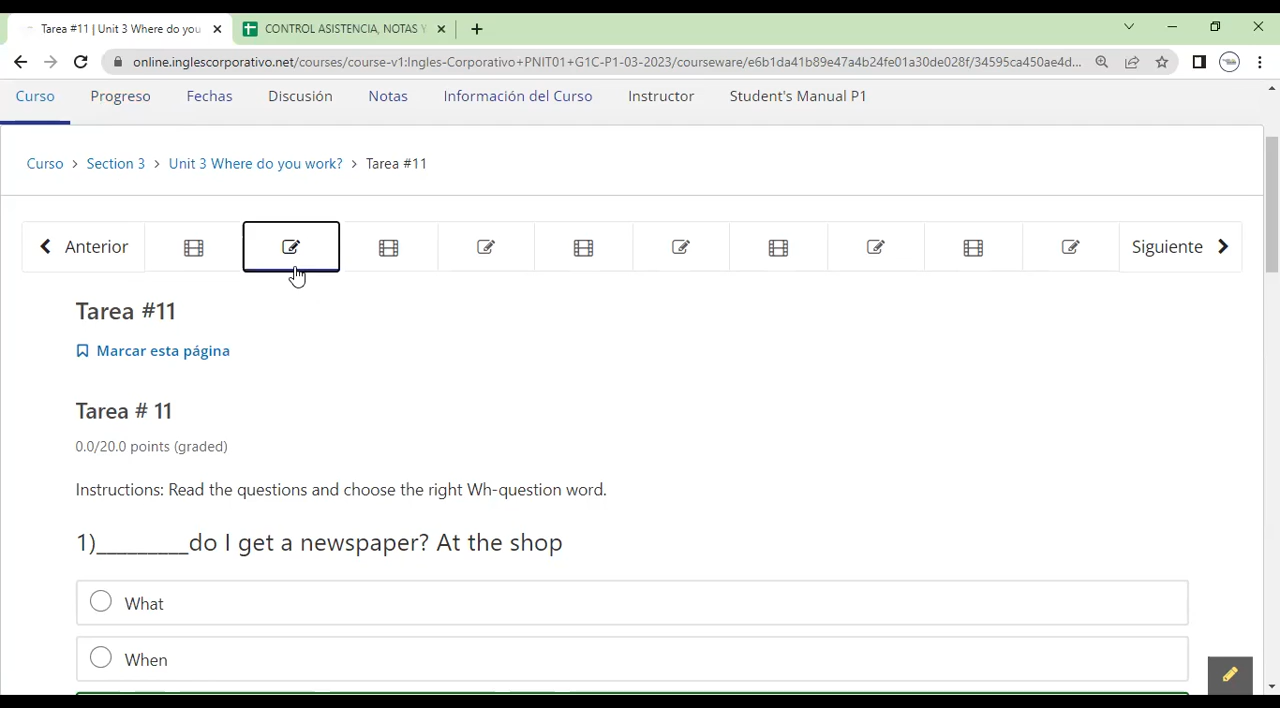 Tarea #11 | Unit 3 Where do you
CONTROL ASISTENCIA, NOTAS Y
online.inglescorporativo.net/courses/course-v1:Ingles-Corporativo+PNIT01+G1C-P1-03-2023/courseware/e6b1da41b89e47a4b24fe01a30de028f/34595ca450ae4d...
Curso Progreso Fechas Discusión Notas Información del Curso Instructor Student's Manual P1
Curso > Section 3 > Unit 3 Where do you work? > Tarea #11
Anterior Siguiente
Tarea #11
Marcar esta página
Tarea # 11
0.0/20.0 points (graded)
Instructions: Read the questions and choose the right Wh-question word.
1)_________do I get a newspaper? At the shop
What
When